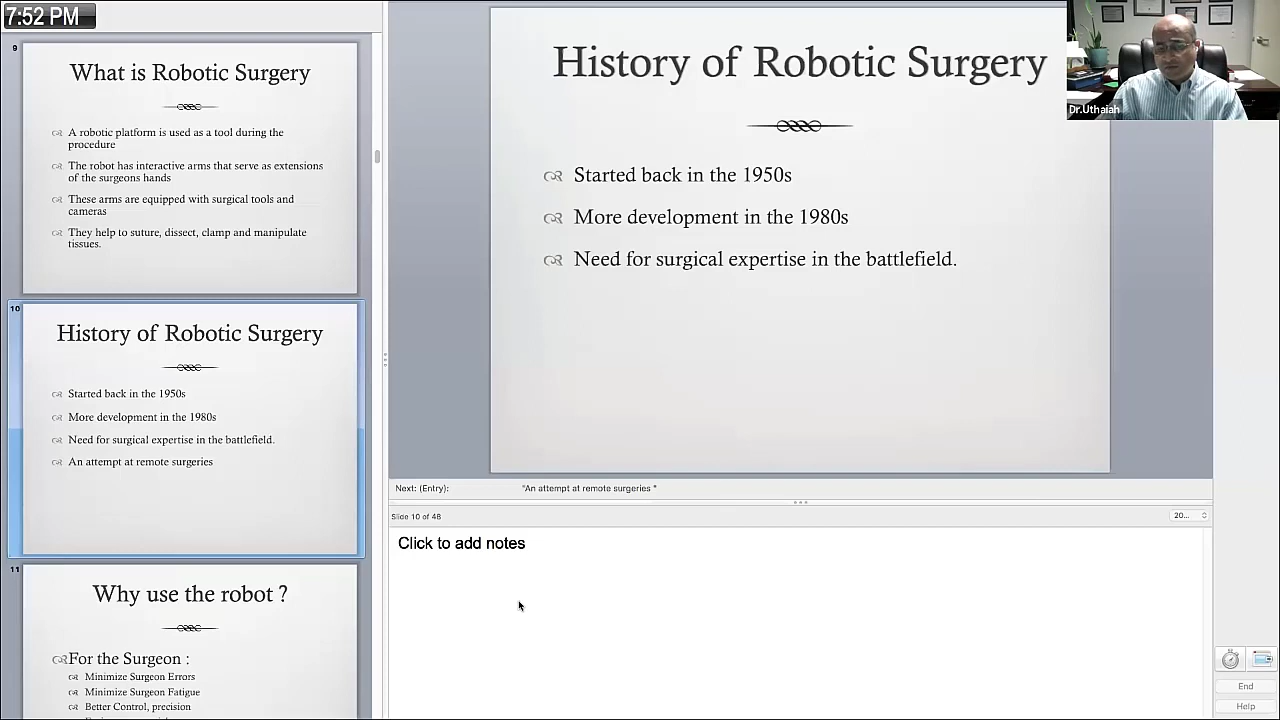 7:52 PM
9
What is Robotic Surgery
A robotic platform is used as a tool during the
procedure
The robot has interactive arms that serve as extensions
of the surgeons hands
These arms are equipped with surgical tools and
cameras
They help to suture, dissect, clamp and manipulate
tissues.
10
History of Robotic Surgery
Started back in the 1950s
More development in the 1980s
Need for surgical expertise in the battlefield.
An attempt at remote surgeries
11
Why use the robot ?
For the Surgeon :
Minimize Surgeon Errors
Minimize Surgeon Fatigue
Better Control, precision
History of Robotic Surgery
Started back in the 1950s
More development in the 1980s
Need for surgical expertise in the battlefield.
Dr.Uthaiah
Next: (Entry): "An attempt at remote surgeries "
Slide 10 of 48
20...
Click to add notes
End
Help